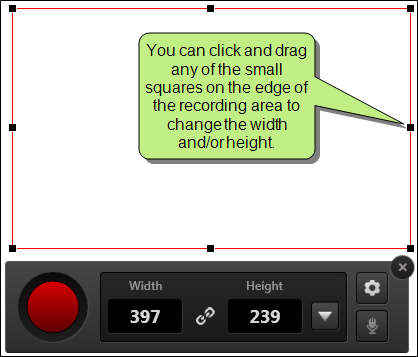 You can click and drag
any of the small
squares on the edge of
the recording area to
change the width
and/or height.
Width
Height
397
239